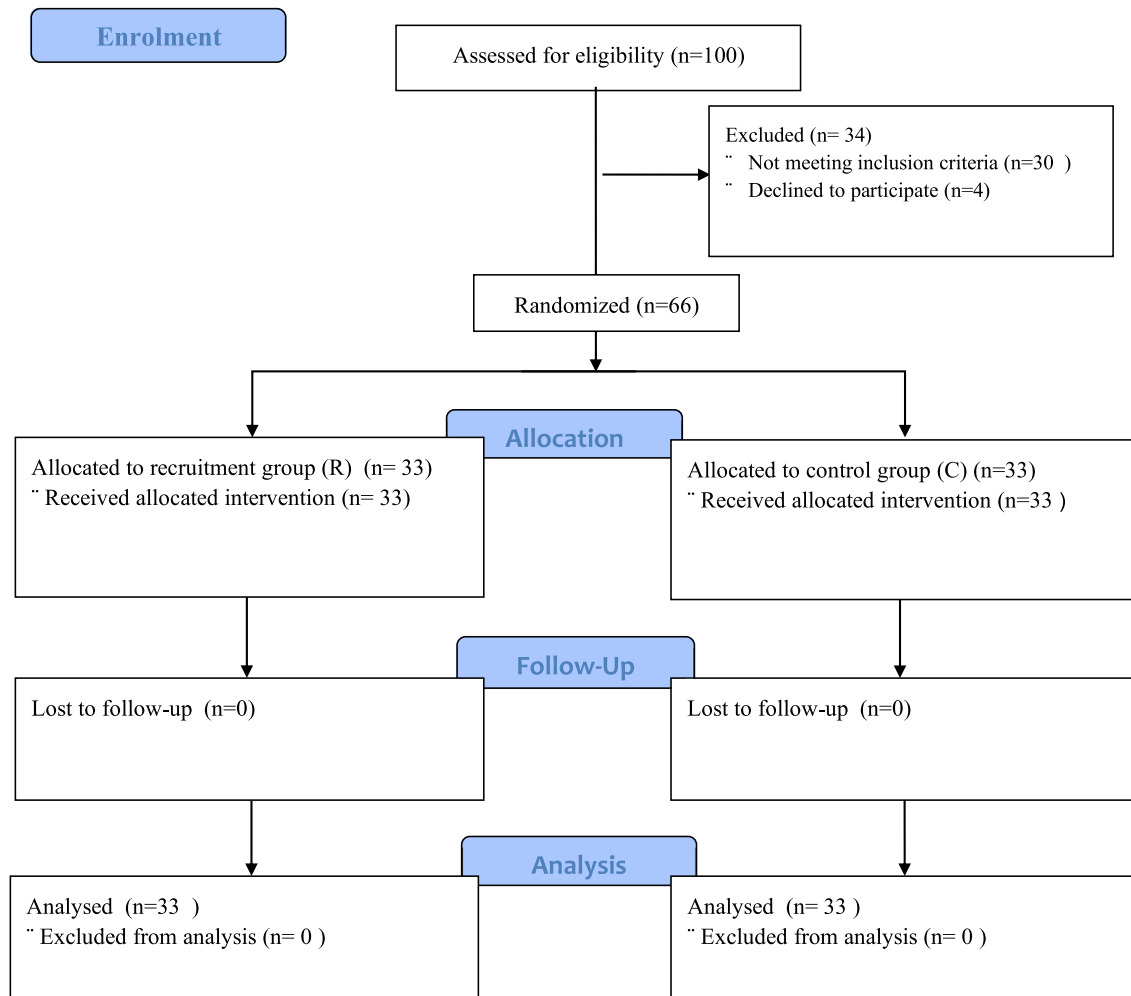 Enrolment
Assessed for eligibility (n=100)
Excluded (n= 34)
¨ Not meeting inclusion criteria (n=30 )
¨ Declined to participate (n=4)
Randomized (n=66)
Allocation
Allocated to recruitment group (R) (n= 33)
¨ Received allocated intervention (n= 33)
Allocated to control group (C) (n=33)
¨ Received allocated intervention (n=33 )
Follow-Up
Lost to follow-up (n=0)
Lost to follow-up (n=0)
Analysis
Analysed (n=33 )
¨ Excluded from analysis (n= 0 )
Analysed (n= 33 )
¨ Excluded from analysis (n= 0 )